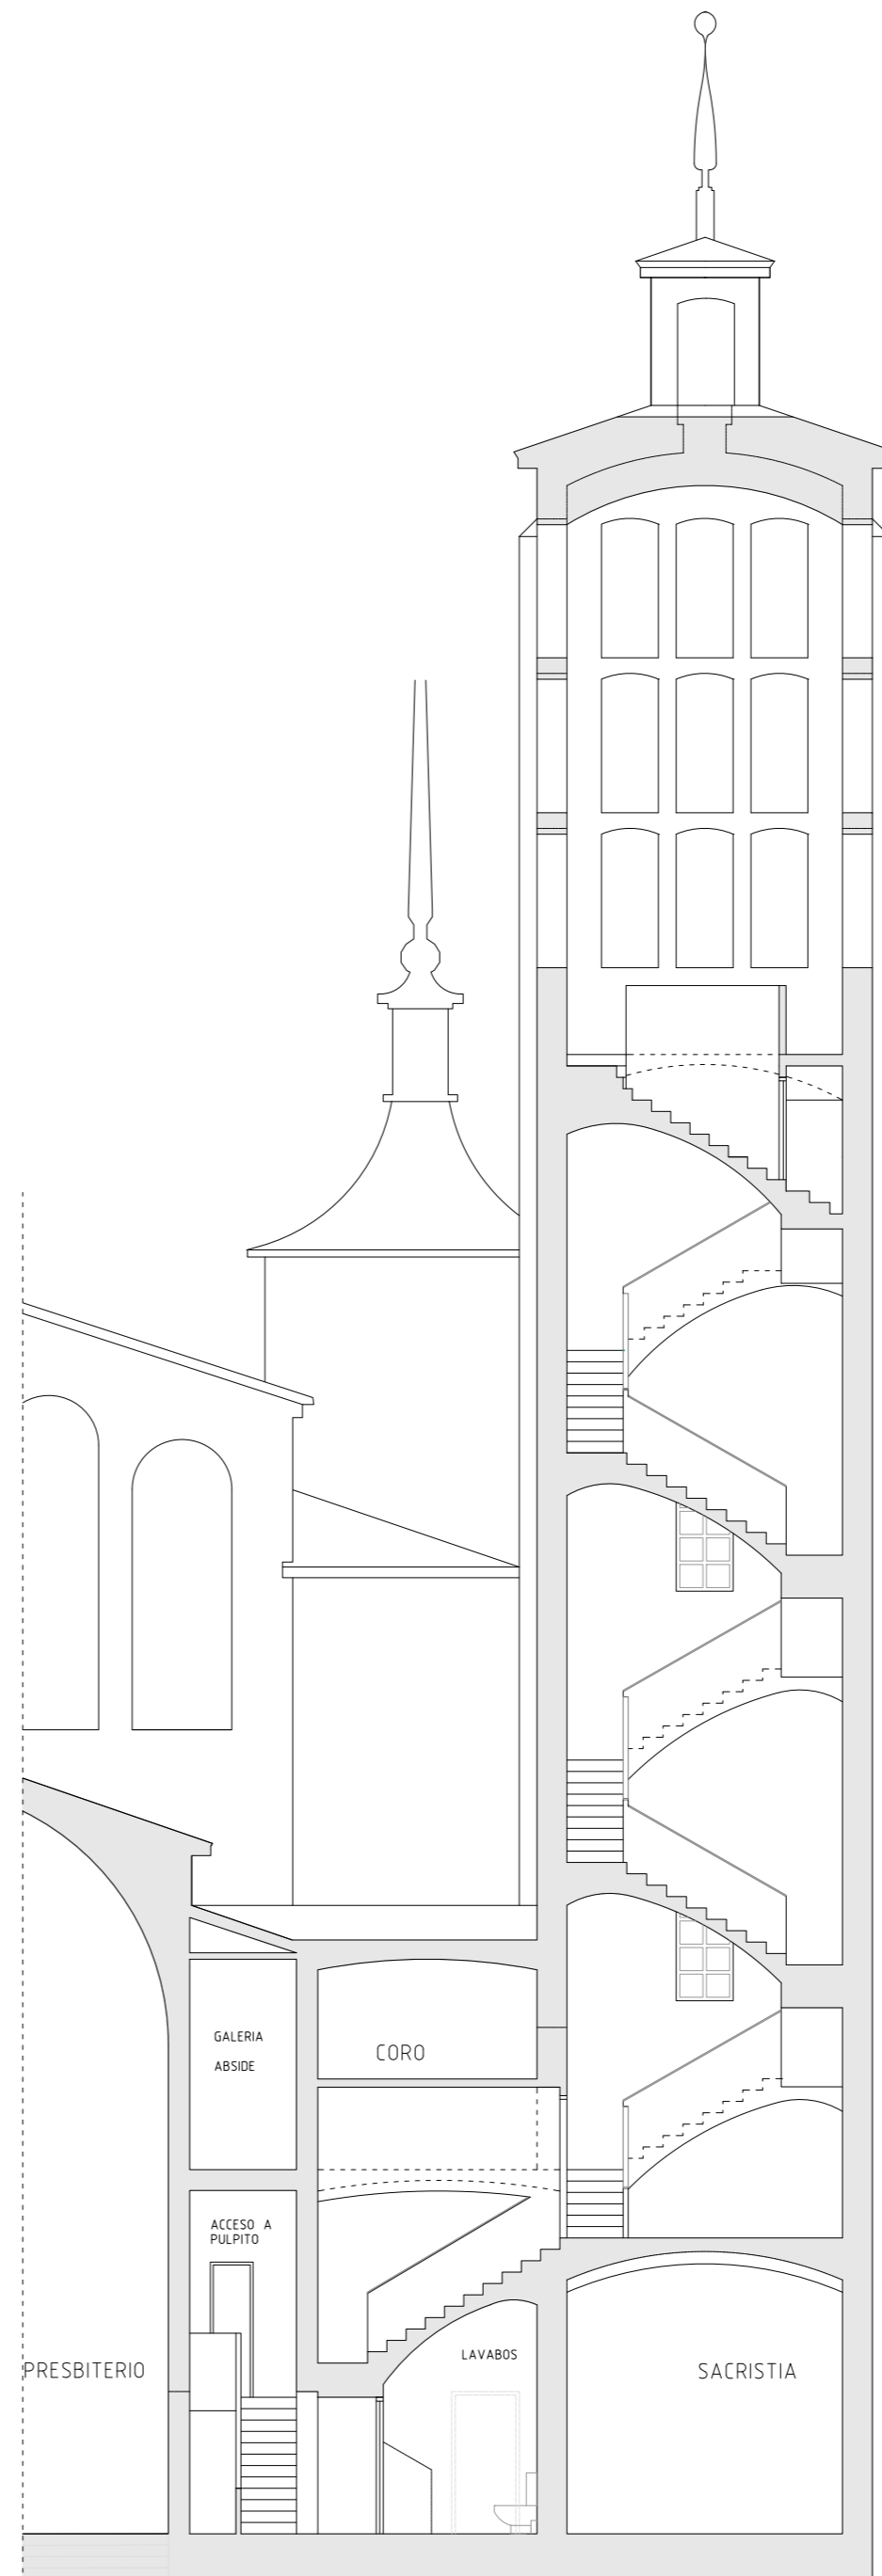 GALERIA
ABSIDE
CORO
ACCESO A
PULPITO
LAVABOS
PRESBITERIO
SACRISTIA